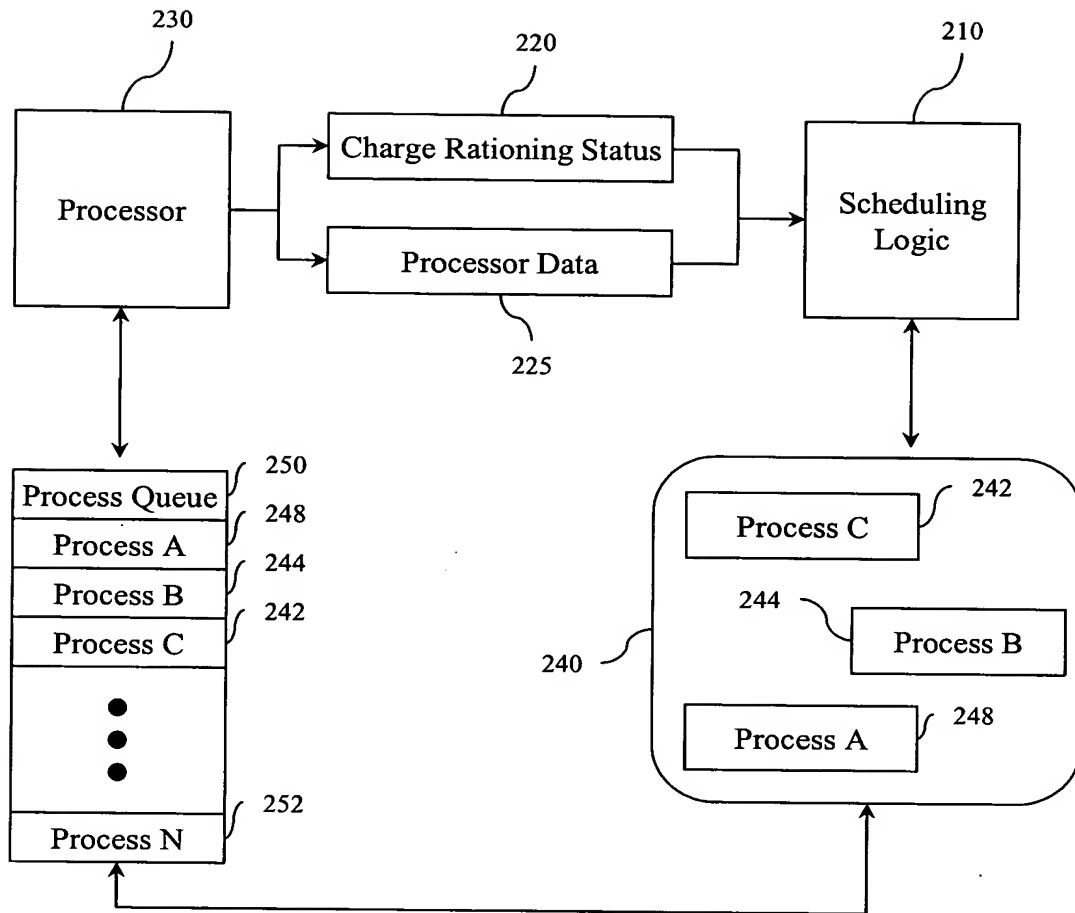 230
220
210
Processor
Charge Rationing Status
Processor Data
Scheduling
Logic
225
Process Queue
250
Process A
248
Process B
244
Process C
242
Process N
252
240
Process C
242
244
Process B
Process A
248